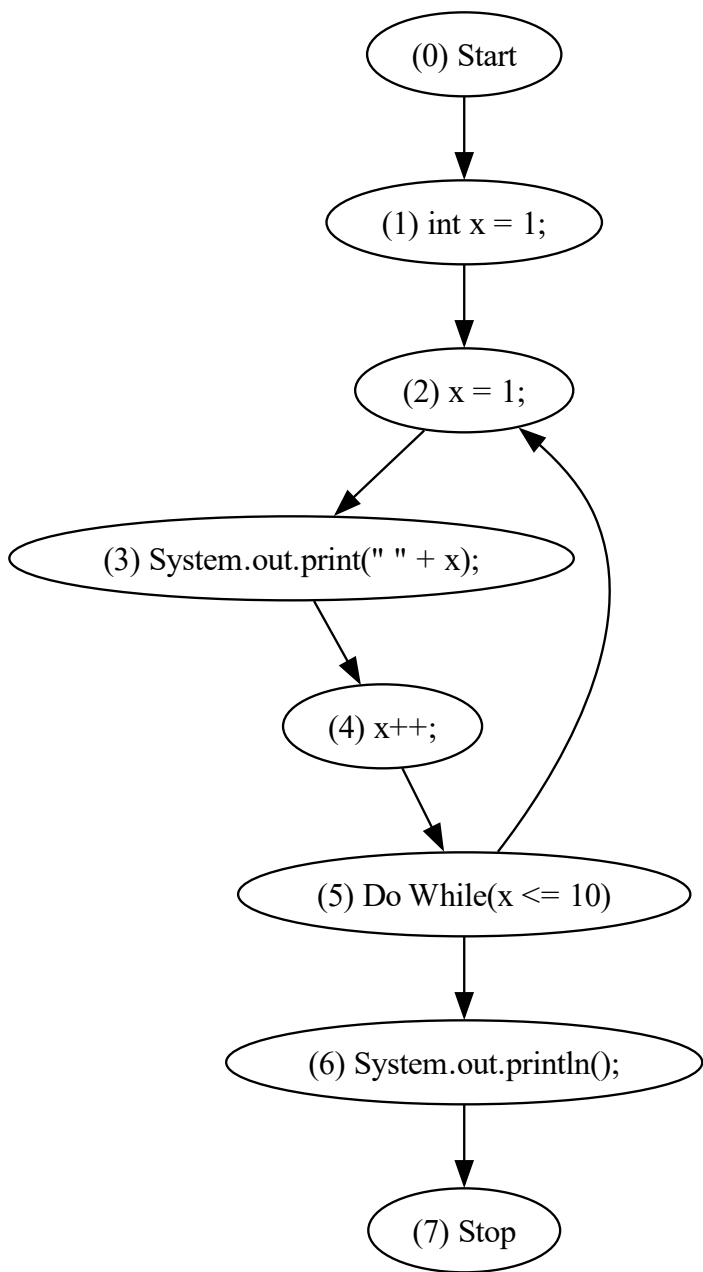 (0) Start
(1) int x = 1;
(2) x = 1;
(3) System.out.print(" " + x);
(4) x++;
(5) Do While(x <= 10)
(6) System.out.println();
(7) Stop